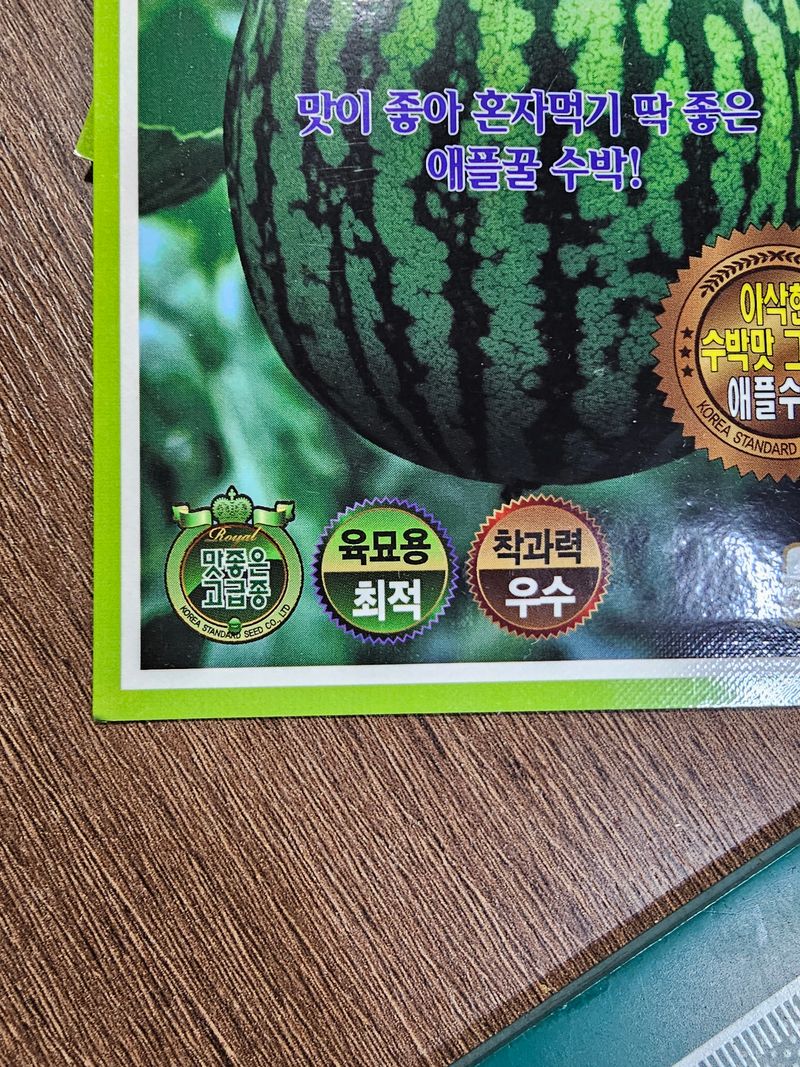 맛이 좋아 혼자먹기 딱 좋은
애플꿀 수박!
아삭한
수박맛 그
애플수
KOREA STANDARD
Royal
맛좋은
고급종
KOREA STANDARD SEED CO., LTD
육묘용
최적
착과력
우수